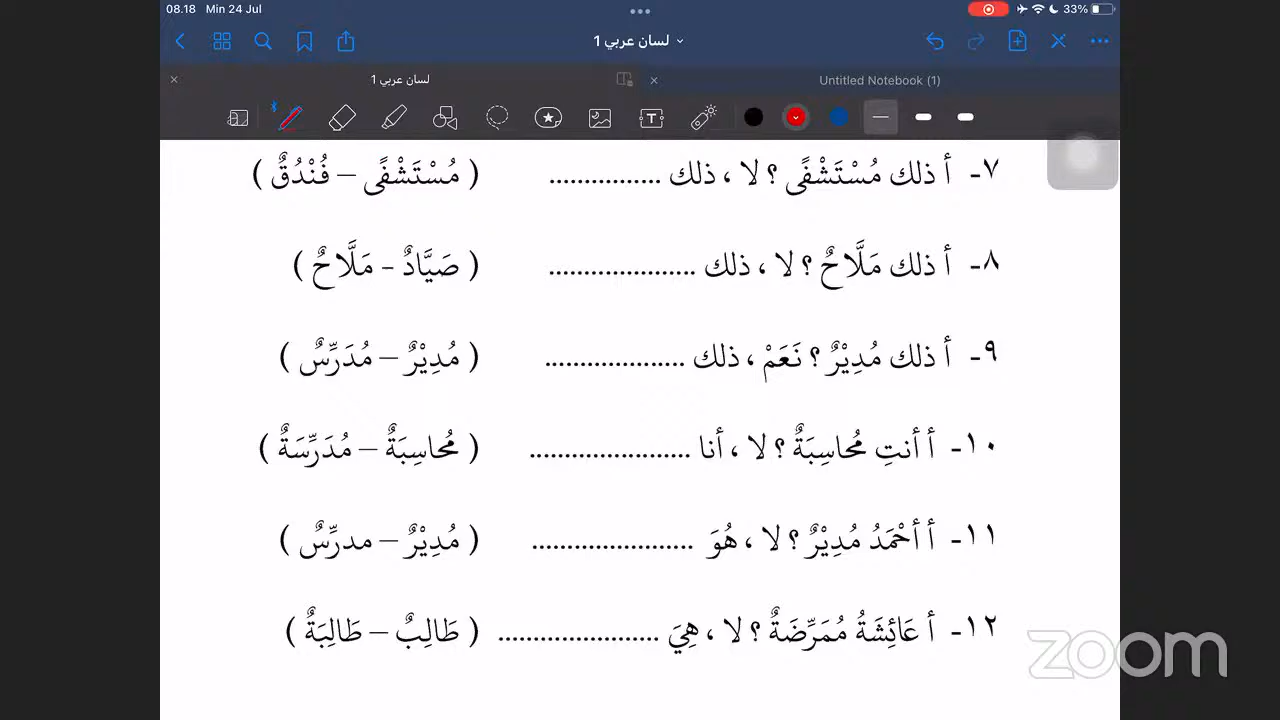 08.18 Min 24 Jul 33%
لسان عربي 1
لسان عربي 1 Untitled Notebook (1)
٧- أ ذلك مُسْتَشْفًى ؟ لا ، ذلك ................ ( مُسْتَشْفًى – فُنْدُقٌ )
٨- أ ذلك مَلَّاحٌ ؟ لا ، ذلك ..................... ( صَيَّادٌ - مَلَّاحٌ )
٩- أ ذلك مُدِيْرٌ ؟ نَعَمْ ، ذلك .................... ( مُدِيْرٌ – مُدَرِّسٌ )
١٠- أ أنتِ مُحاسِبَةٌ ؟ لا ، أنا ....................... ( مُحاسِبَةٌ – مُدَرِّسَةٌ )
١١- أ أحْمَدُ مُدِيْرٌ ؟ لا ، هُوَ ....................... ( مُدِيْرٌ – مدرِّسٌ )
١٢- أ عَائِشَةُ مُمَرِّضَةٌ ؟ لا ، هِيَ ....................... ( طَالِبٌ – طَالِبَةٌ )
zoom